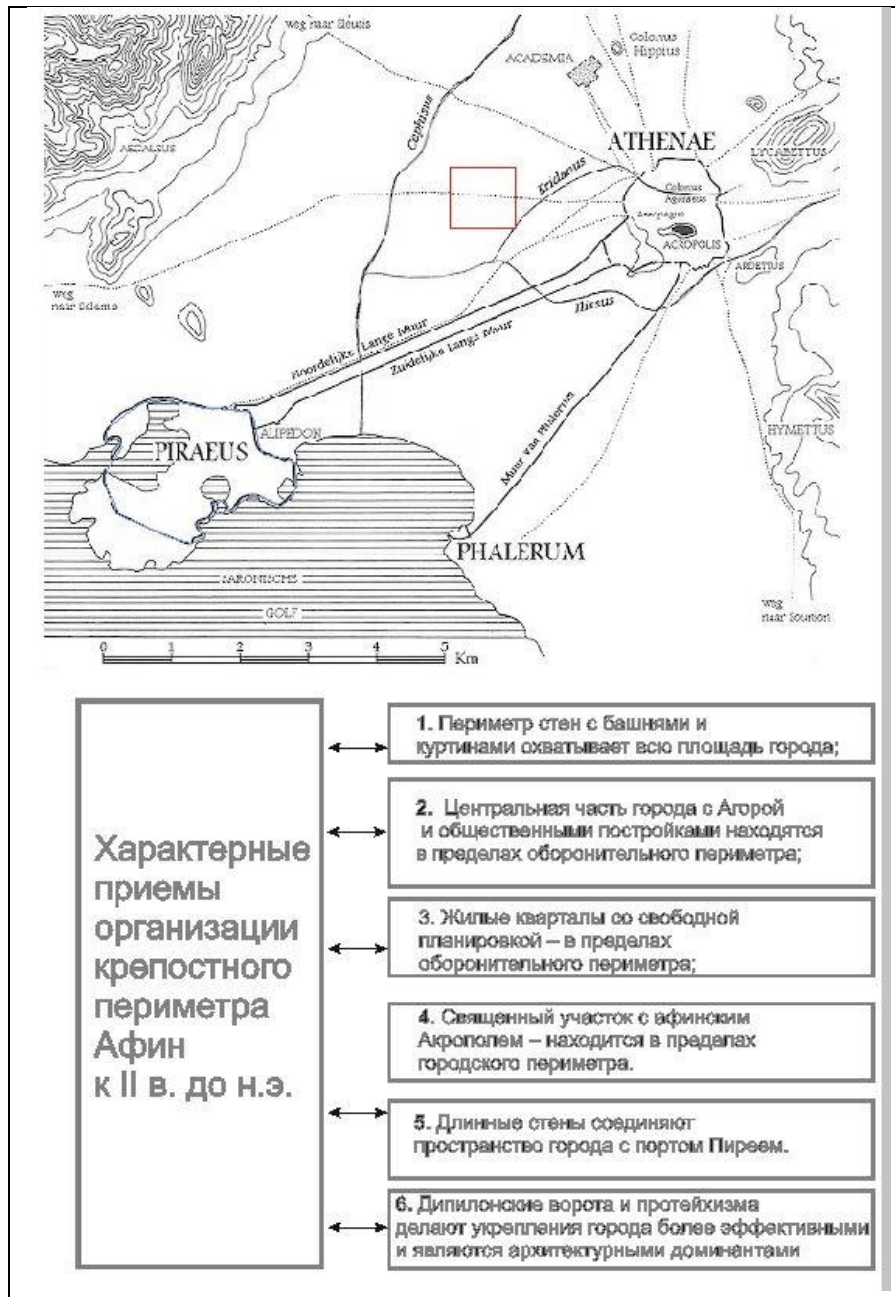 weg naar Eleusis
Colonus
Hippius
ACADEMIA
Cephisus
ATHENAE
AEGALEUS
LYCABETTUS
Eridanus
Colonus
Agoraeus
Areopagus
ACROPOLIS
ARDETTUS
weg
naar Salamis
Ilissus
Noordelijke Lange Muur
Zuidelijke Lange Muur
HYMETTUS
ALIPEDON
PIRAEUS
Muur van Phalerum
PHALERUM
SARONISCHE
GOLF
weg
naar Sounion
0 1 2 3 4 5 Km
Характерные
приемы
организации
крепостного
периметра
Афин
к II в. до н.э.
1. Периметр стен с башнями и
куртинами охватывает всю площадь города;
2. Центральная часть города с Агорой
и общественными постройками находятся
в пределах оборонительного периметра;
3. Жилые кварталы со свободной
планировкой – в пределах
оборонительного периметра;
4. Священный участок с афинским
Акрополем – находится в пределах
городского периметра.
5. Длинные стены соединяют
пространство города с портом Пиреем.
6. Дипилонские ворота и протейхизма
делают укрепления города более эффективными
и являются архитектурными доминантами